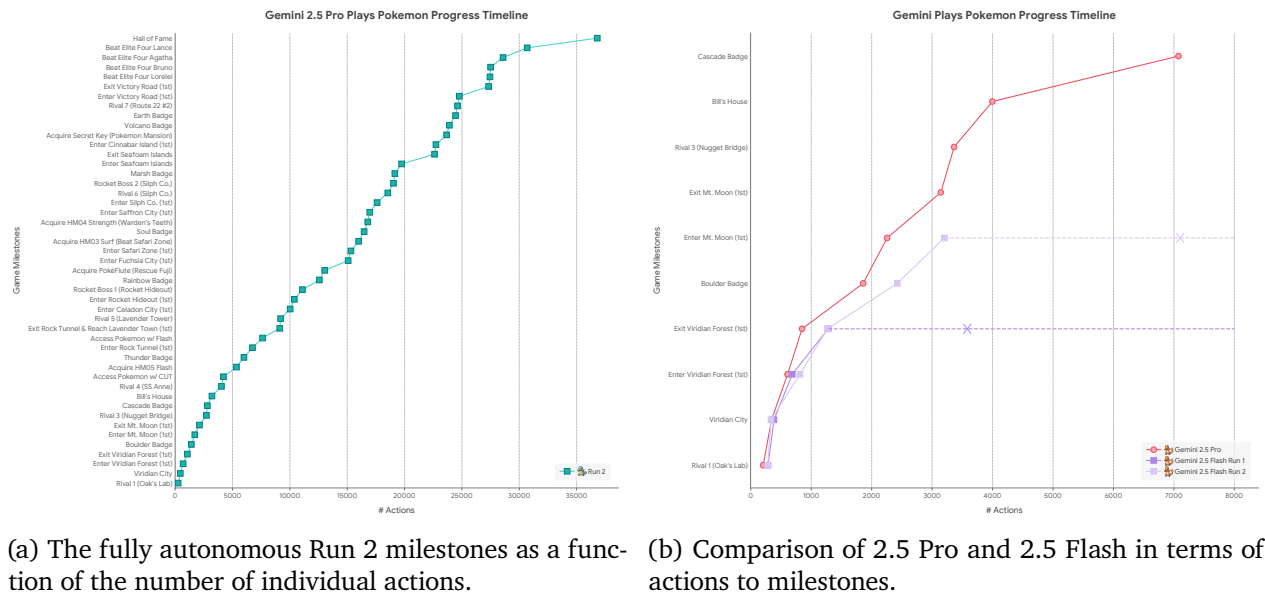 Gemini 2.5 Pro Plays Pokemon Progress Timeline
Game Milestones
Hall of Fame
Beat Elite Four Lance
Beat Elite Four Agatha
Beat Elite Four Bruno
Beat Elite Four Lorelei
Exit Victory Road (1st)
Enter Victory Road (1st)
Rival 7 (Route 22 #2)
Earth Badge
Volcano Badge
Acquire Secret Key (Pokemon Mansion)
Enter Cinnabar Island (1st)
Exit Seafoam Islands
Enter Seafoam Islands
Marsh Badge
Rocket Boss 2 (Silph Co.)
Rival 6 (Silph Co.)
Enter Silph Co. (1st)
Enter Saffron City (1st)
Acquire HM04 Strength (Warden's Teeth)
Soul Badge
Acquire HM03 Surf (Beat Safari Zone)
Enter Safari Zone (1st)
Enter Fuchsia City (1st)
Acquire PokéFlute (Rescue Fuji)
Rainbow Badge
Rocket Boss 1 (Rocket Hideout)
Enter Rocket Hideout (1st)
Enter Celadon City (1st)
Rival 5 (Lavender Tower)
Exit Rock Tunnel & Reach Lavender Town (1st)
Access Pokemon w/ Flash
Enter Rock Tunnel (1st)
Thunder Badge
Acquire HM05 Flash
Access Pokemon w/ CUT
Rival 4 (SS Anne)
Bill's House
Cascade Badge
Rival 3 (Nugget Bridge)
Exit Mt. Moon (1st)
Enter Mt. Moon (1st)
Boulder Badge
Exit Viridian Forest (1st)
Enter Viridian Forest (1st)
Viridian City
Rival 1 (Oak's Lab)
Run 2
0 5000 10000 15000 20000 25000 30000 35000
# Actions
(a) The fully autonomous Run 2 milestones as a func-
tion of the number of individual actions.
Gemini Plays Pokemon Progress Timeline
Game Milestones
Cascade Badge
Bill's House
Rival 3 (Nugget Bridge)
Exit Mt. Moon (1st)
Enter Mt. Moon (1st)
Boulder Badge
Exit Viridian Forest (1st)
Enter Viridian Forest (1st)
Viridian City
Rival 1 (Oak's Lab)
Gemini 2.5 Pro
Gemini 2.5 Flash Run 1
Gemini 2.5 Flash Run 2
0 1000 2000 3000 4000 5000 6000 7000 8000
# Actions
(b) Comparison of 2.5 Pro and 2.5 Flash in terms of
actions to milestones.